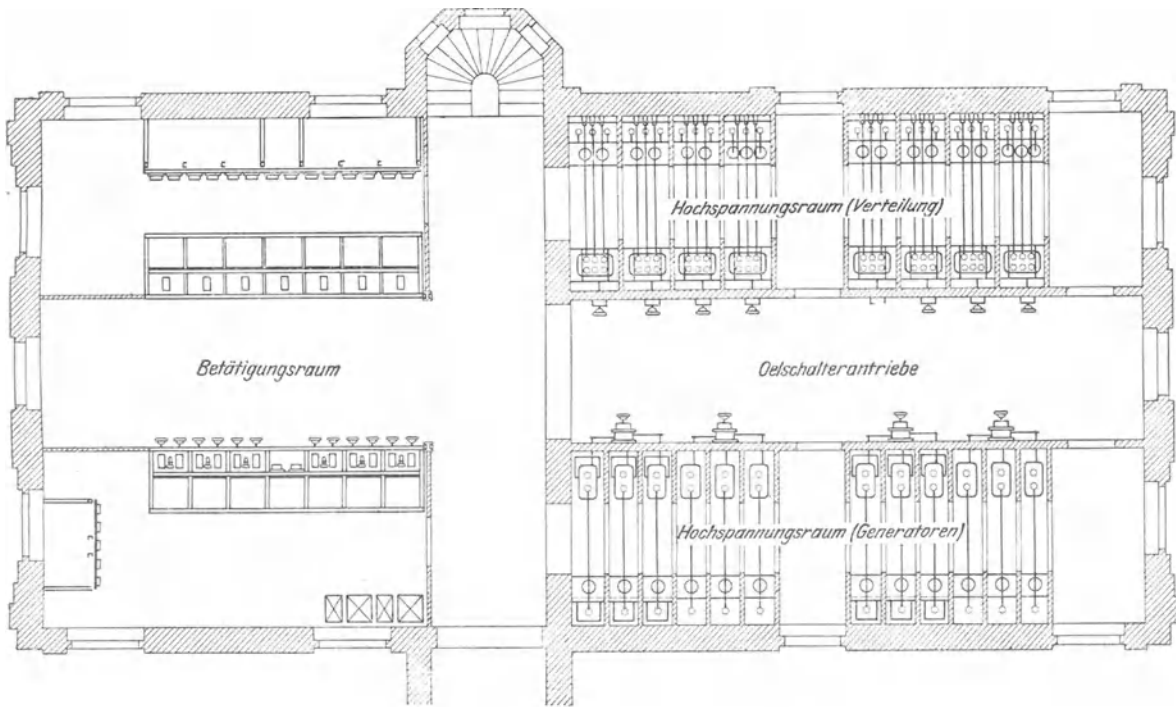 Hochspannungsraum (Verteilung)
Betätigungsraum
Oelschalterantriebe
Hochspannungsraum (Generatoren)